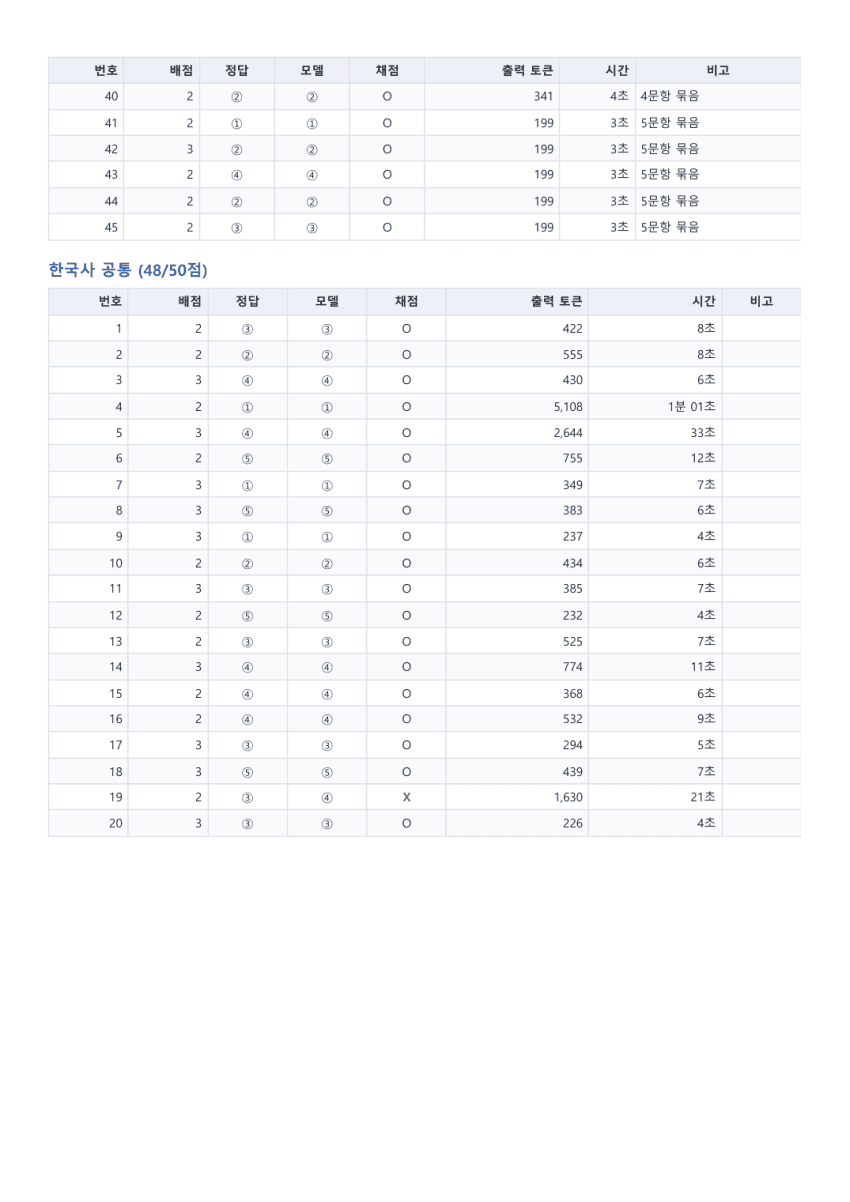 번호 배점 정답 모델 채점 출력 토큰 시간 비고
40 2 ② ② O 341 4초 4문항 묶음
41 2 ① ① O 199 3초 5문항 묶음
42 3 ② ② O 199 3초 5문항 묶음
43 2 ④ ④ O 199 3초 5문항 묶음
44 2 ② ② O 199 3초 5문항 묶음
45 2 ③ ③ O 199 3초 5문항 묶음
한국사 공통 (48/50점)
번호 배점 정답 모델 채점 출력 토큰 시간 비고
1 2 ③ ③ O 422 8초
2 2 ② ② O 555 8초
3 3 ④ ④ O 430 6초
4 2 ① ① O 5,108 1분 01초
5 3 ④ ④ O 2,644 33초
6 2 ⑤ ⑤ O 755 12초
7 3 ① ① O 349 7초
8 3 ⑤ ⑤ O 383 6초
9 3 ① ① O 237 4초
10 2 ② ② O 434 6초
11 3 ③ ③ O 385 7초
12 2 ⑤ ⑤ O 232 4초
13 2 ③ ③ O 525 7초
14 3 ④ ④ O 774 11초
15 2 ④ ④ O 368 6초
16 2 ④ ④ O 532 9초
17 3 ③ ③ O 294 5초
18 3 ⑤ ⑤ O 439 7초
19 2 ③ ④ X 1,630 21초
20 3 ③ ③ O 226 4초